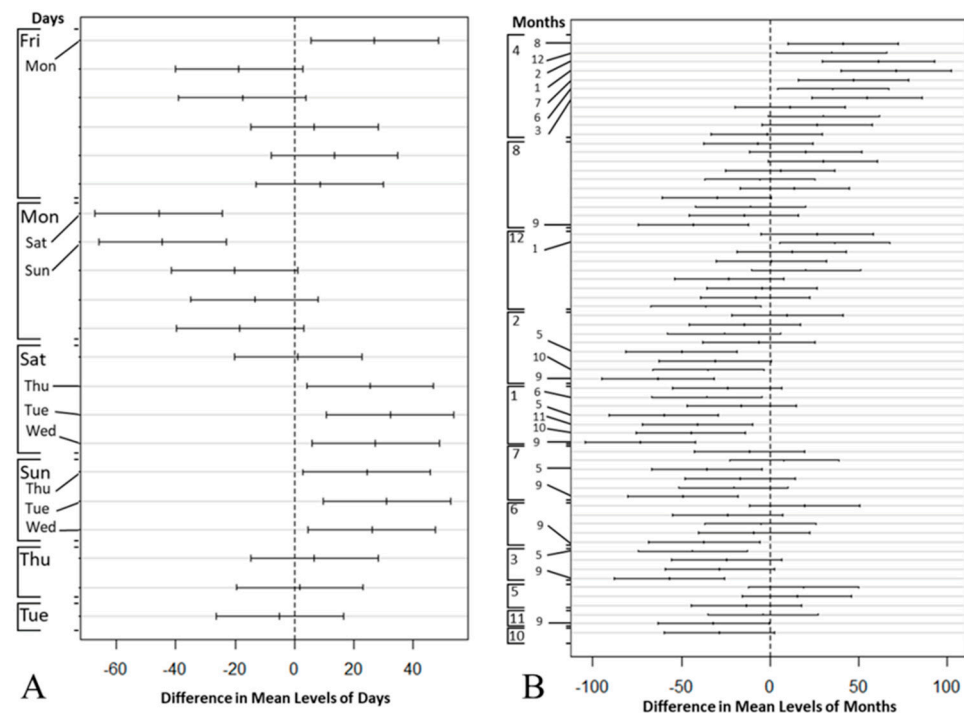 Days
Fri
Mon
Mon
Sat
Sun
Sat
Thu
Tue
Wed
Sun
Thu
Tue
Wed
Thu
Tue
-60 -40 -20 0 20 40
A
Difference in Mean Levels of Days
Months
4
8
12
2
1
7
6
3
8
9
12
1
2
5
10
9
1
6
5
11
10
9
7
5
9
6
9
3
5
9
5
11
9
10
-100 -50 0 50 100
B
Difference in Mean Levels of Months